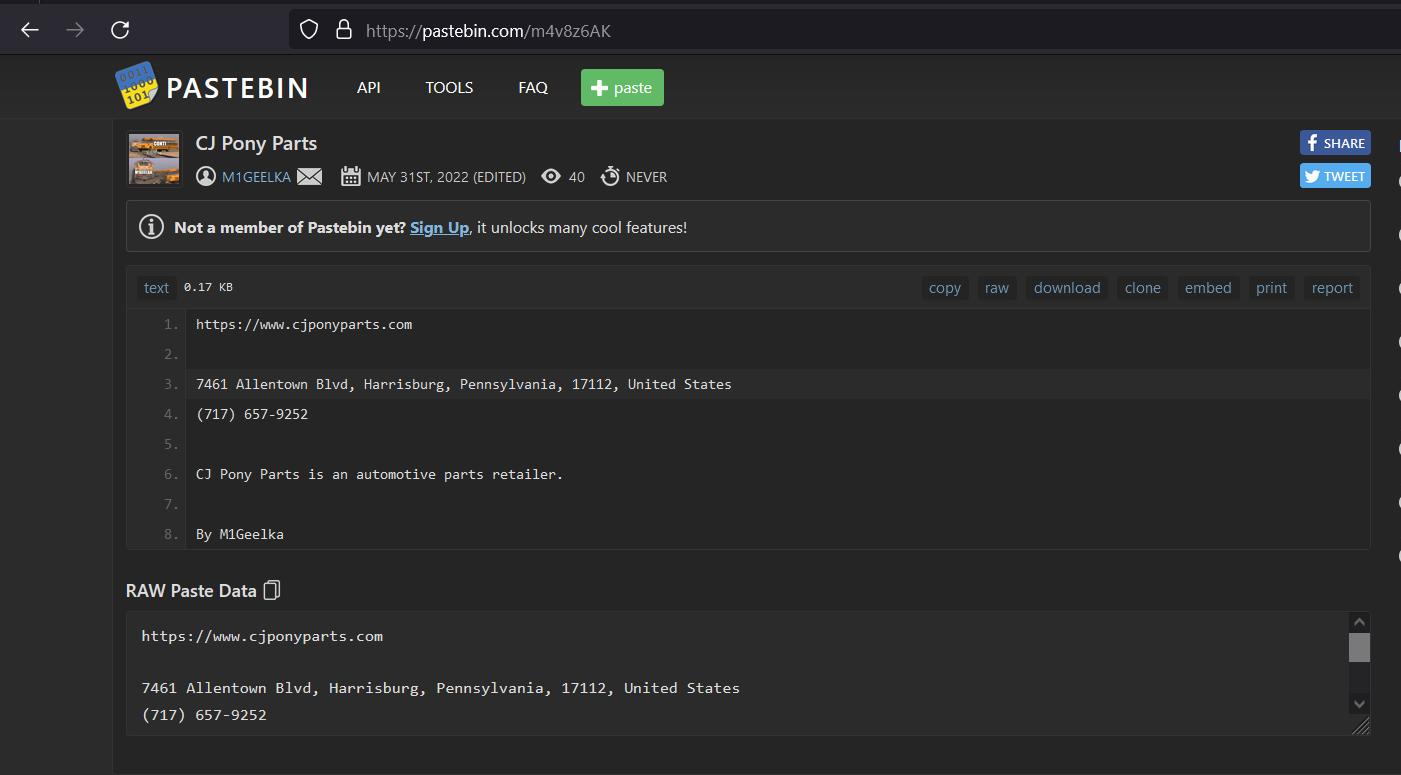 https://pastebin.com/m4v8z6AK
PASTEBIN API TOOLS FAQ paste
CJ Pony Parts
M1GEELKA MAY 31ST, 2022 (EDITED) 40 NEVER
SHARE
TWEET
Not a member of Pastebin yet? Sign Up, it unlocks many cool features!
text 0.17 KB copy raw download clone embed print report
1. https://www.cjponyparts.com
2.
3. 7461 Allentown Blvd, Harrisburg, Pennsylvania, 17112, United States
4. (717) 657-9252
5.
6. CJ Pony Parts is an automotive parts retailer.
7.
8. By M1Geelka
RAW Paste Data
https://www.cjponyparts.com
7461 Allentown Blvd, Harrisburg, Pennsylvania, 17112, United States
(717) 657-9252